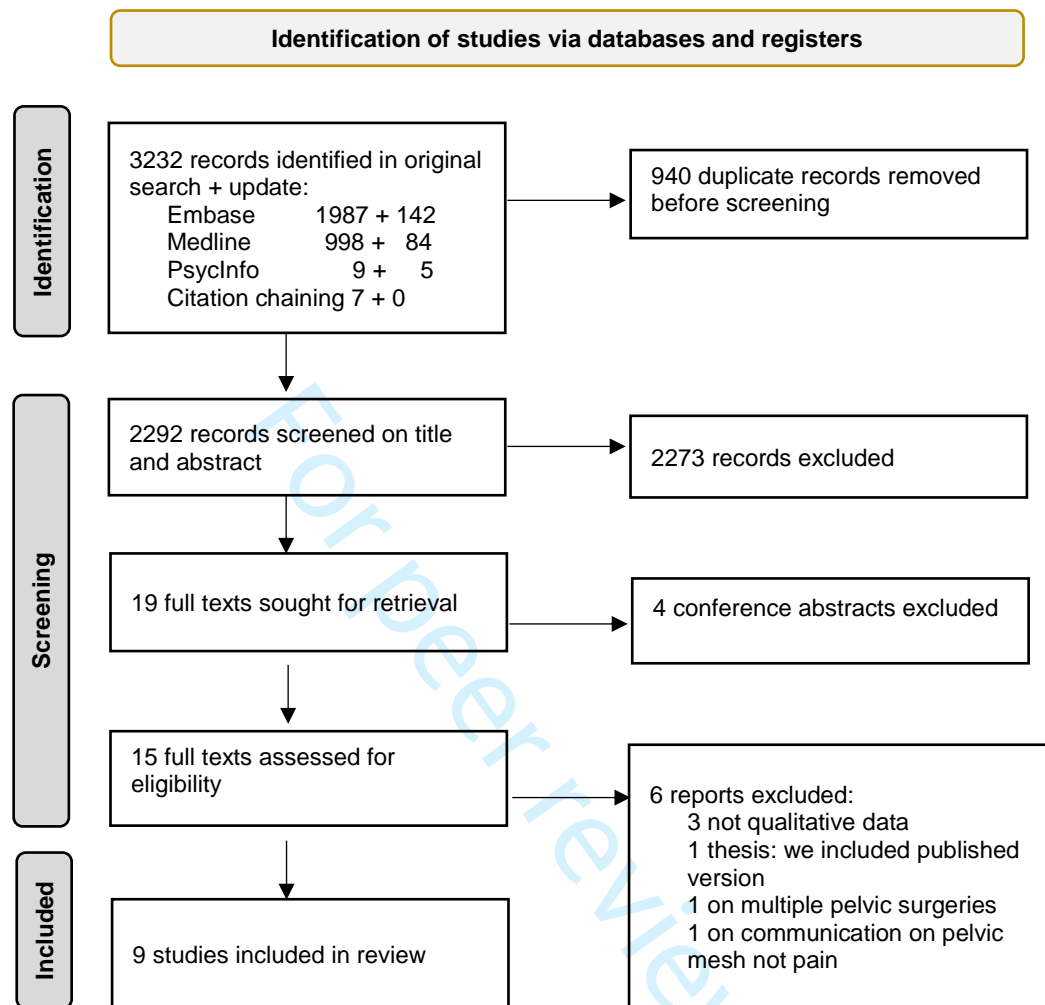 Identification of studies via databases and registers
Identification
3232 records identified in original
search + update:
Embase 1987 + 142
Medline 998 + 84
PsycInfo 9 + 5
Citation chaining 7 + 0
940 duplicate records removed
before screening
Screening
2292 records screened on title
and abstract
2273 records excluded
19 full texts sought for retrieval
4 conference abstracts excluded
15 full texts assessed for
eligibility
6 reports excluded:
3 not qualitative data
1 thesis: we included published
version
1 on multiple pelvic surgeries
1 on communication on pelvic
mesh not pain
Included
9 studies included in review
For peer review